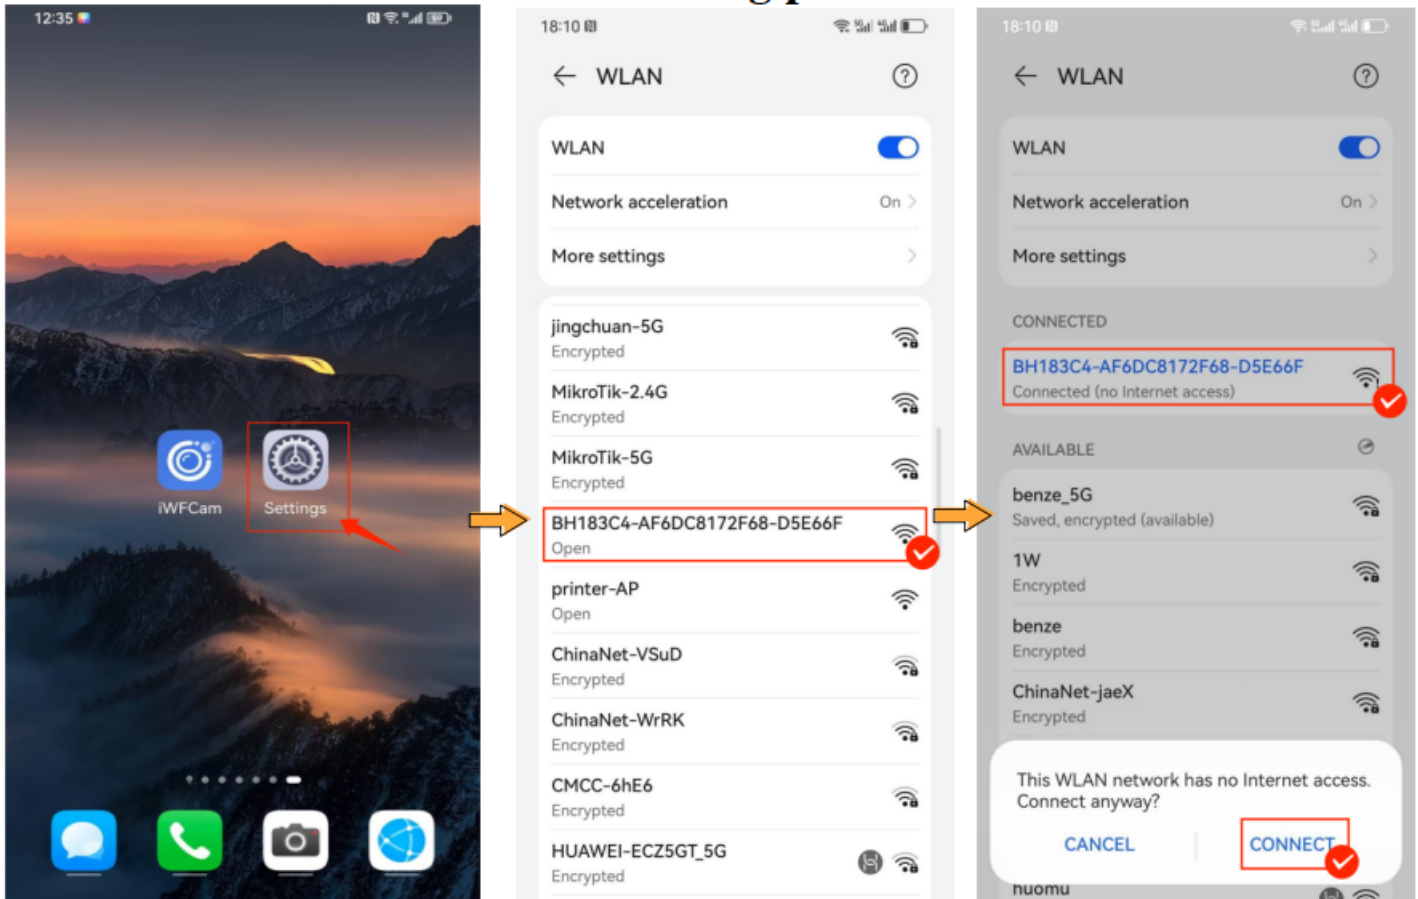 12:35
iWFCam
Settings
18:10
WLAN
WLAN
Network acceleration
On
More settings
jingchuan-5G
Encrypted
MikroTik-2.4G
Encrypted
MikroTik-5G
Encrypted
BH183C4-AF6DC8172F68-D5E66F
Open
printer-AP
Open
ChinaNet-VSuD
Encrypted
ChinaNet-WrRK
Encrypted
CMCC-6hE6
Encrypted
HUAWEI-ECZ5GT_5G
Encrypted
18:10
WLAN
WLAN
Network acceleration
On
More settings
CONNECTED
BH183C4-AF6DC8172F68-D5E66F
Connected (no Internet access)
AVAILABLE
benze_5G
Saved, encrypted (available)
1W
Encrypted
benze
Encrypted
ChinaNet-jaeX
Encrypted
This WLAN network has no Internet access.
Connect anyway?
CANCEL
CONNECT
huomu